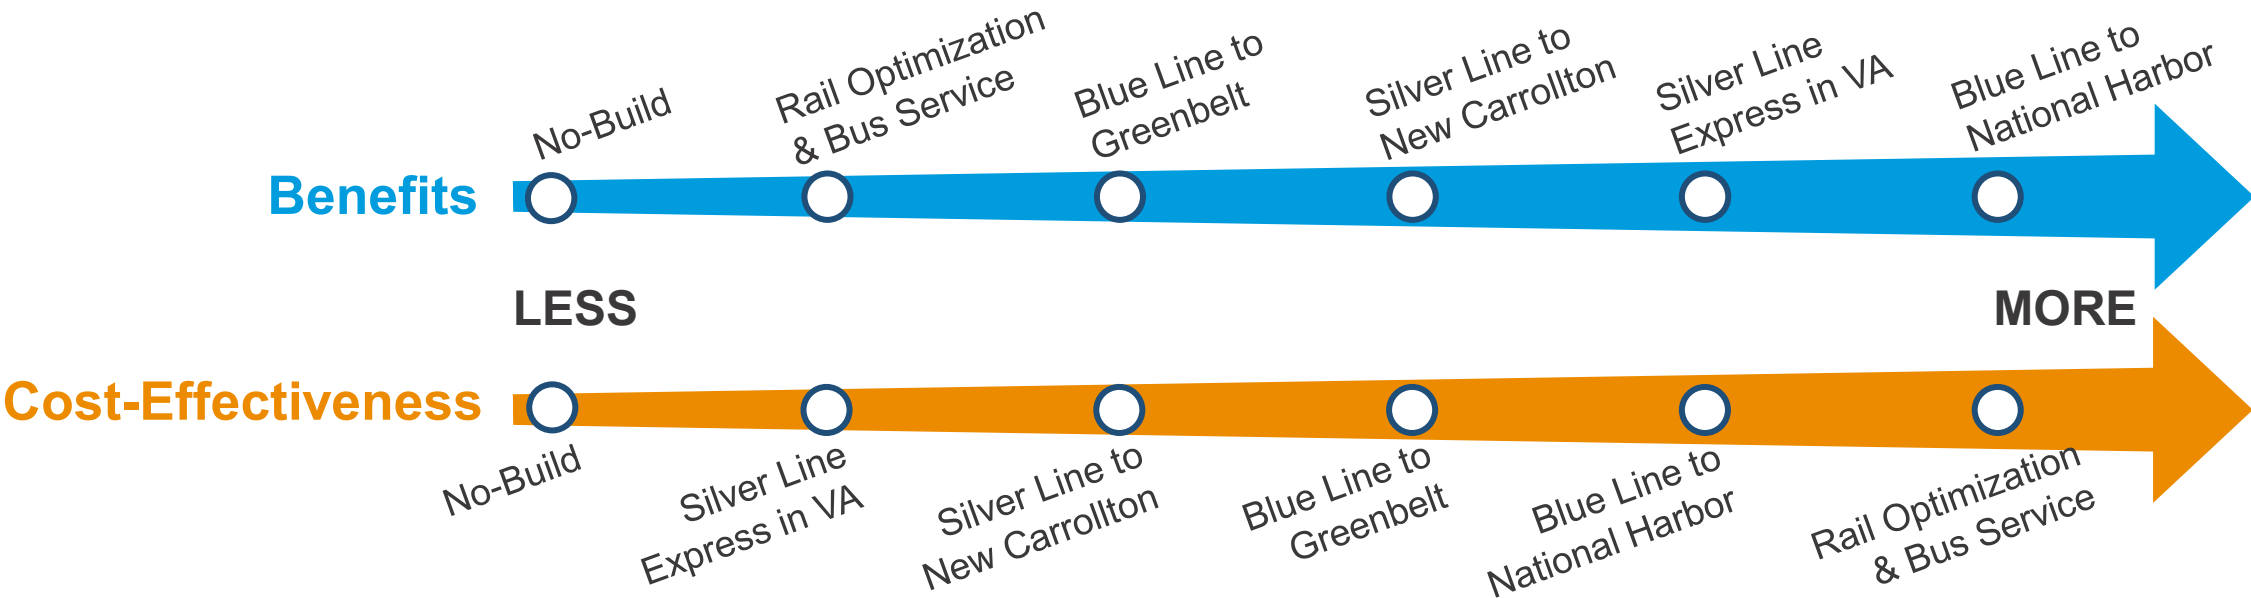 No-Build
Rail Optimization
& Bus Service
Blue Line to
Greenbelt
Silver Line to
New Carrollton
Silver Line
Express in VA
Blue Line to
National Harbor
Benefits
LESS
MORE
Cost-Effectiveness
No-Build
Silver Line
Express in VA
Silver Line to
New Carrollton
Blue Line to
Greenbelt
Blue Line to
National Harbor
Rail Optimization
& Bus Service